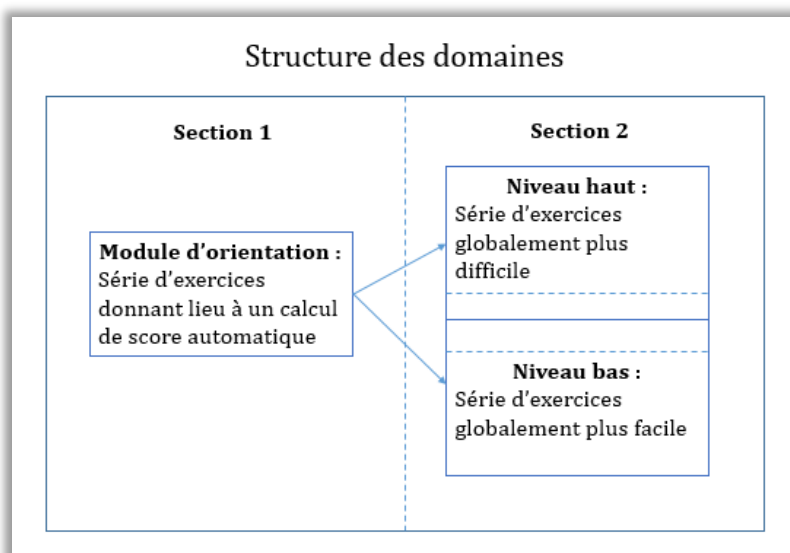 Structure des domaines
Section 1
Module d'orientation :
Série d'exercices
donnant lieu à un calcul
de score automatique
Section 2
Niveau haut :
Série d'exercices
globalement plus
difficile
Niveau bas :
Série d'exercices
globalement plus facile